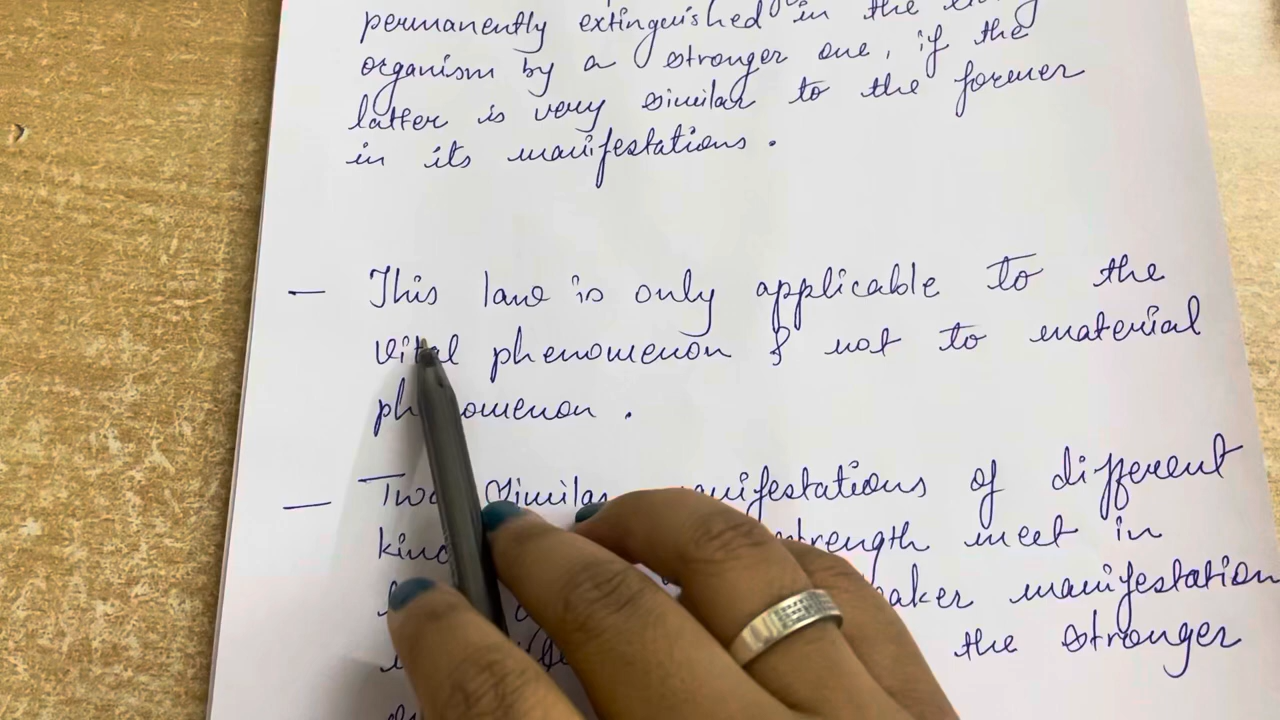 permanently extinguished in the
organism by a stronger one, if the
latter is very similar to the former
in its manifestations.
— This law is only applicable to the
vital phenomenon & not to material
phenomenon.
— Two similar manifestations of different
strength meet in
manifestation
the stronger